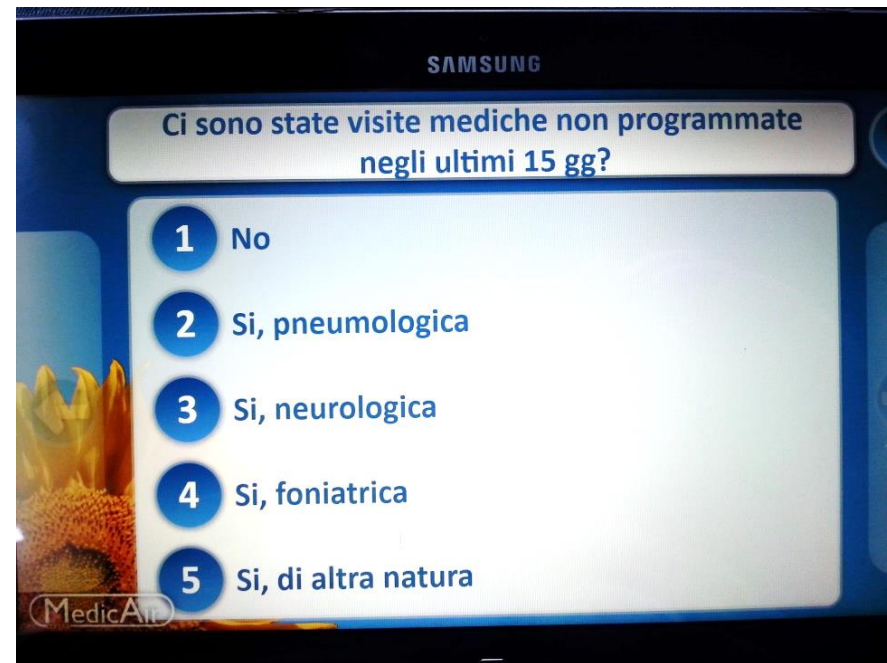 SAMSUNG
Ci sono state visite mediche non programmate
negli ultimi 15 gg?
1 No
2 Si, pneumologica
3 Si, neurologica
4 Si, foniatrica
5 Si, di altra natura
MedicAir